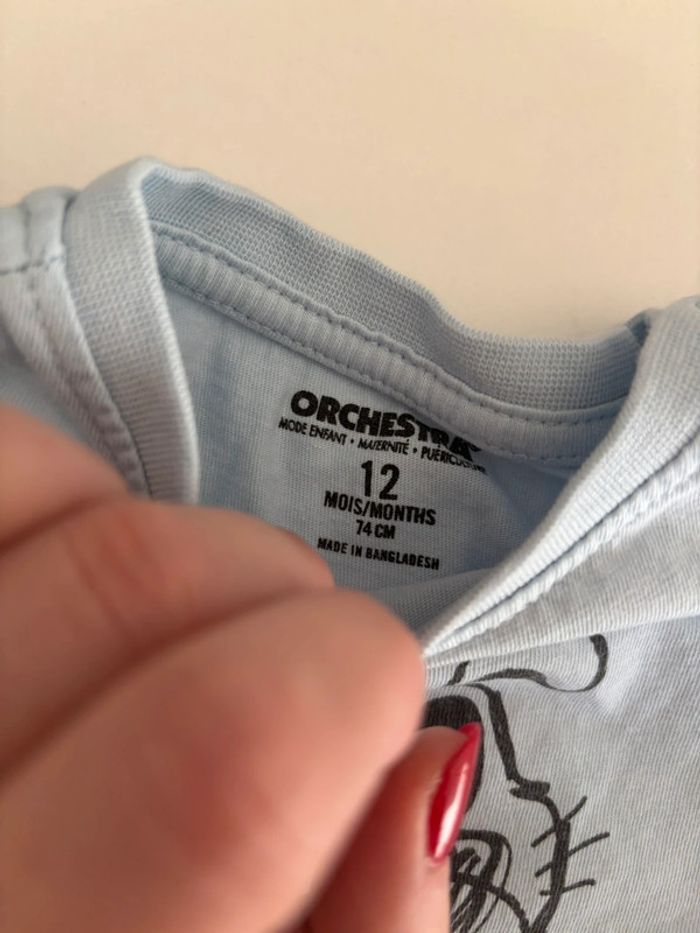 ORCHESTRA
MODE ENFANT • MATERNITÉ • PUÉRICULTURE
12
MOIS/MONTHS
74 CM
MADE IN BANGLADESH